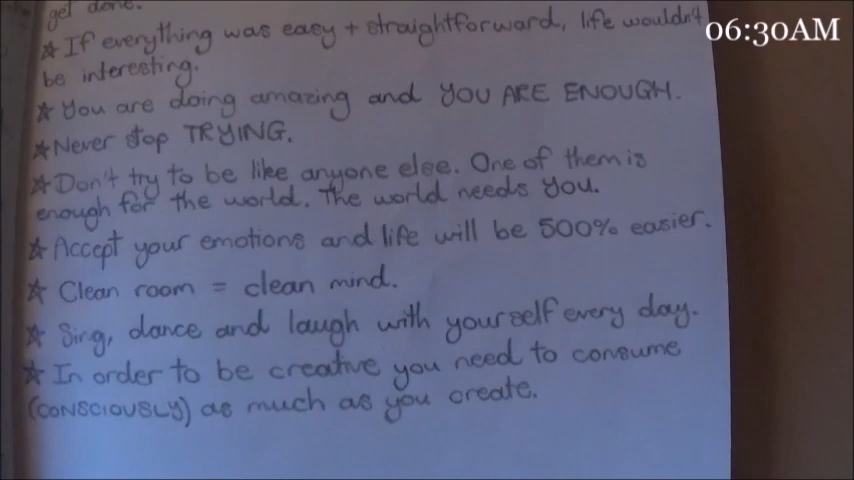 get done.
☆ If everything was easy + straightforward, life wouldn't
06:30AM
be interesting.
☆ You are doing amazing and YOU ARE ENOUGH.
☆ Never stop TRYING.
☆ Don't try to be like anyone else. One of them is
enough for the world. The world needs you.
☆ Accept your emotions and life will be 500% easier.
☆ Clean room = clean mind.
☆ Sing, dance and laugh with yourself every day.
☆ In order to be creative you need to consume
(CONSCIOUSLY) as much as you create.